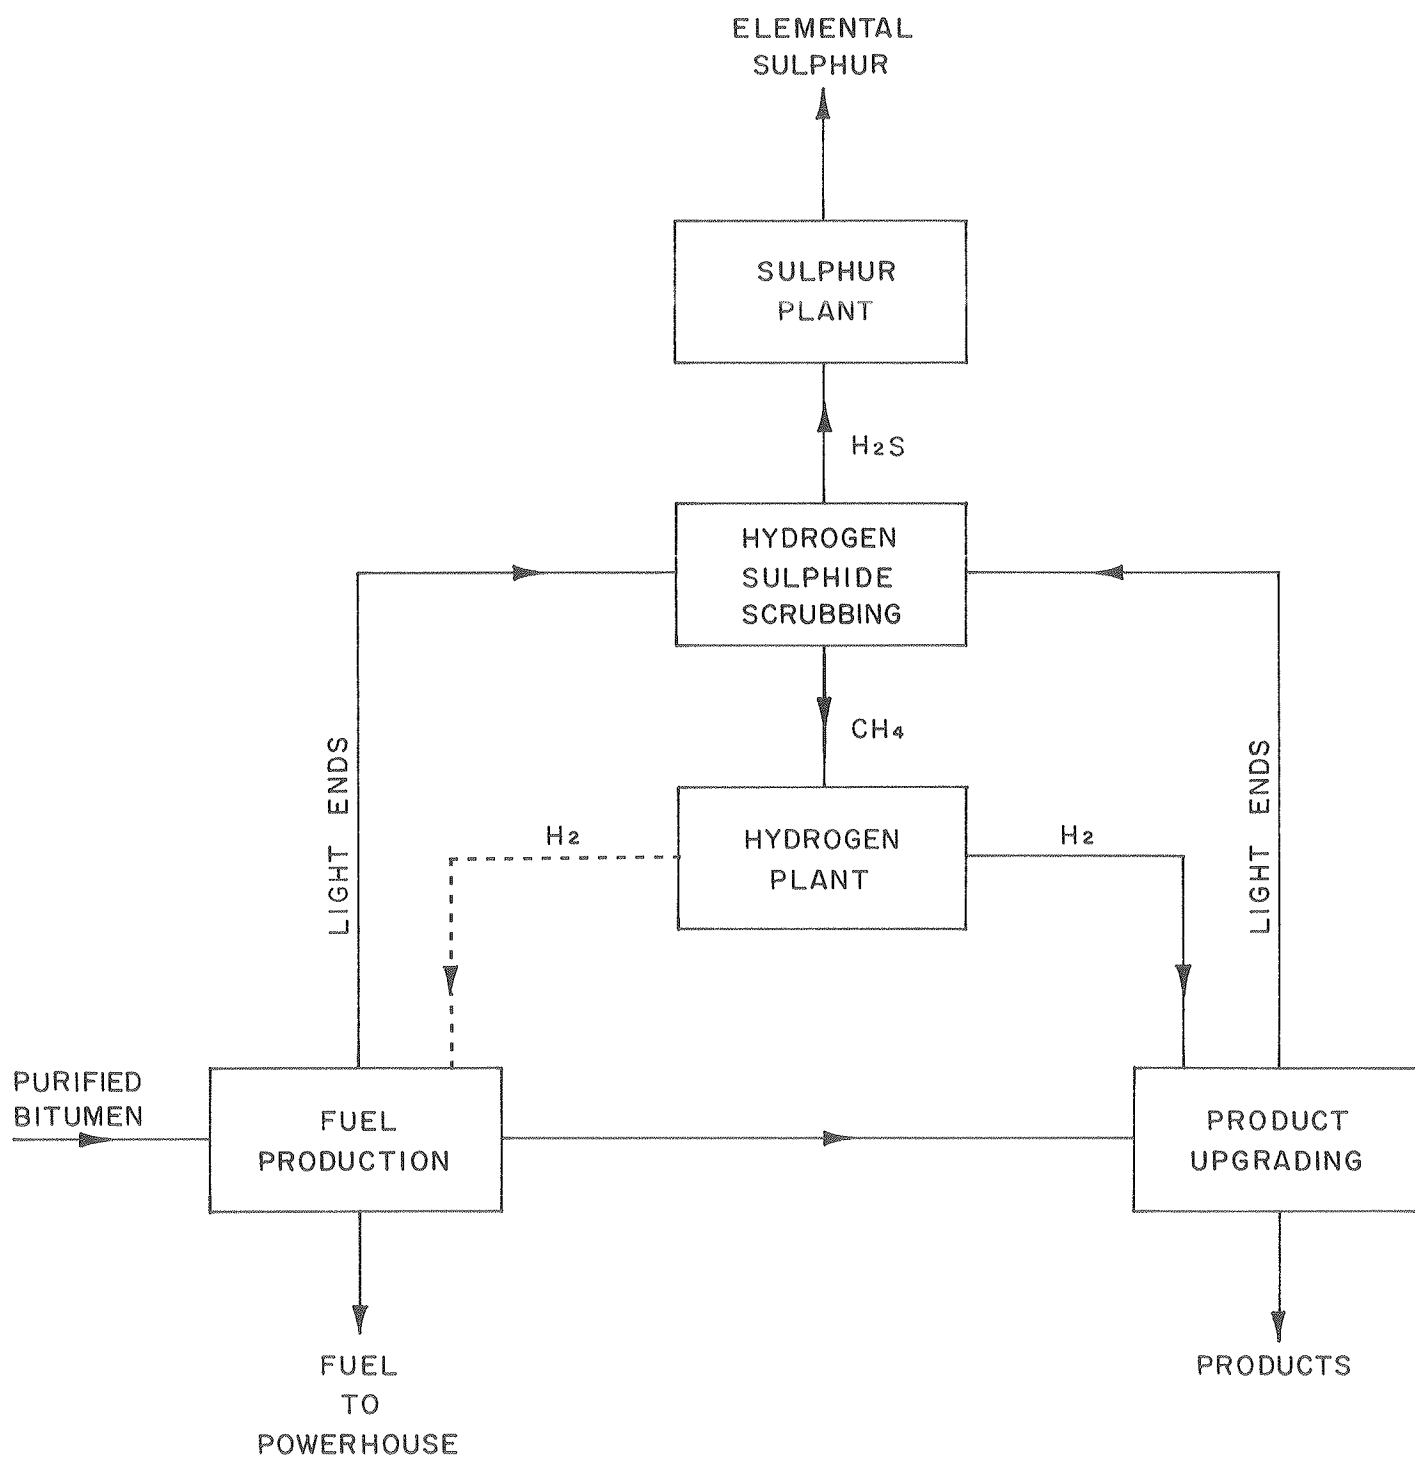 ELEMENTAL
SULPHUR
SULPHUR
PLANT
H2S
HYDROGEN
SULPHIDE
SCRUBBING
CH4
LIGHT ENDS
H2
HYDROGEN
PLANT
H2
LIGHT ENDS
PURIFIED
BITUMEN
FUEL
PRODUCTION
PRODUCT
UPGRADING
FUEL
TO
POWERHOUSE
PRODUCTS